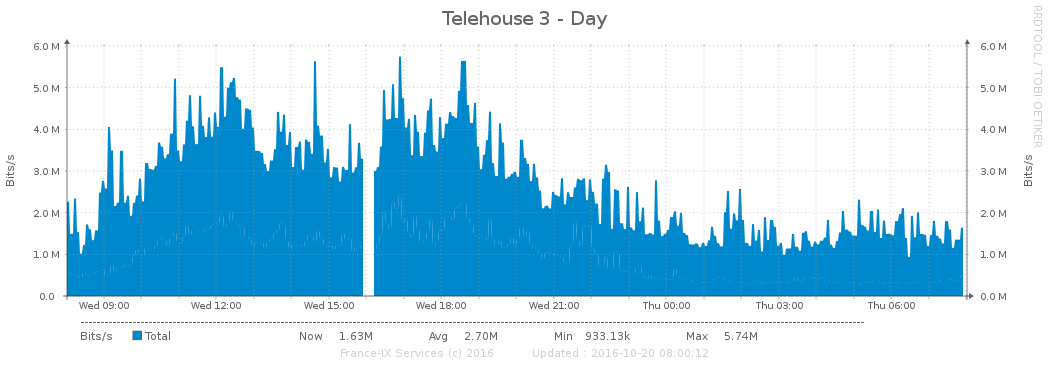 Telehouse 3 - Day
RRDTOOL / TOBI OETIKER
Bits/s
6.0 M
5.0 M
4.0 M
3.0 M
2.0 M
1.0 M
0.0
6.0 M
5.0 M
4.0 M
3.0 M
2.0 M
1.0 M
0.0 M
Bits/s
Wed 09:00 Wed 12:00 Wed 15:00 Wed 18:00 Wed 21:00 Thu 00:00 Thu 03:00 Thu 06:00
Bits/s Total Now 1.63M Avg 2.70M Min 933.13k Max 5.74M
France-IX Services (c) 2016 Updated : 2016-10-20 08:00:12